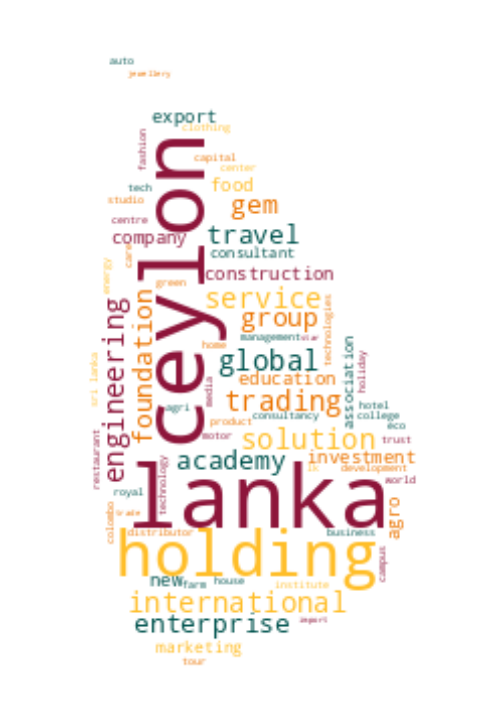 auto
jewellery
export
clothing
fashion
capital
center
tech
food
studio
gem
centre
company
travel
consultant
care
ceylon
construction
energy
green
service
foundation
engineering
group
technologies
management
star
home
global
association
holiday
sri lanka
education
media
agri
trading
hotel
product
consultancy
college
eco
motor
solution
trust
restaurant
academy
investment
technology
lk
development
lanka
world
royal
colombo
trade
agro
distributor
business
holding
campus
new
farm
house
institute
international
enterprise
import
marketing
tour